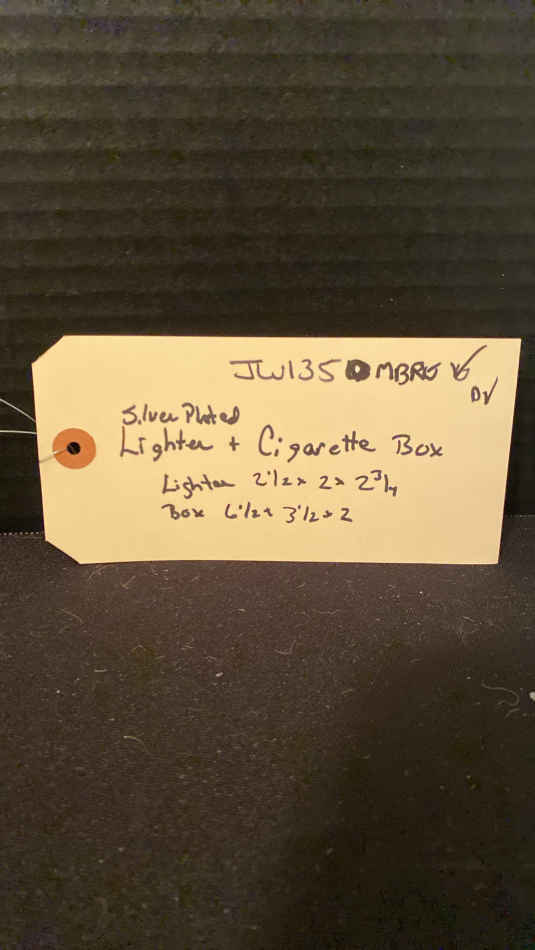 JW135 MBRG
DV
Silver Plated
Lighter + Cigarette Box
Lighter 2 1/2 x 2 x 2 3/4
Box 6 1/2 x 3 1/2 x 2